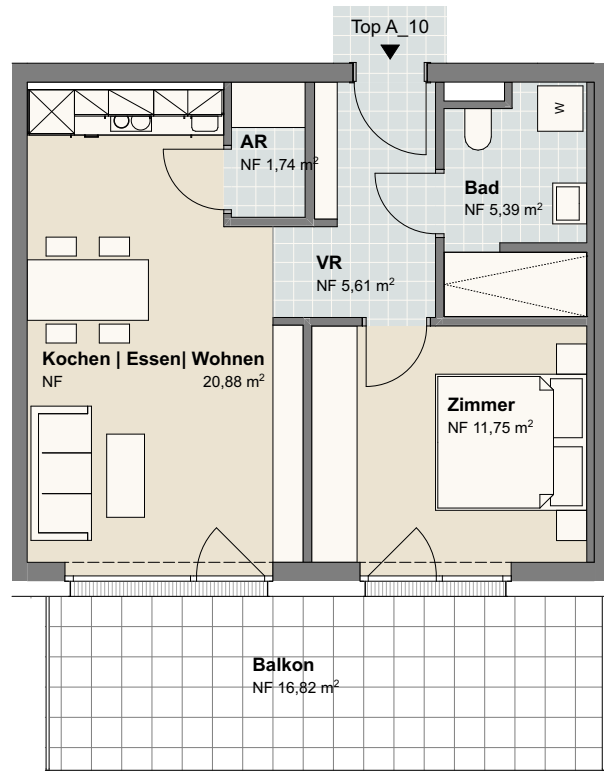 Top A_10
W
AR
NF 1,74 m²
Bad
NF 5,39 m²
VR
NF 5,61 m²
Kochen | Essen| Wohnen
NF 20,88 m²
Zimmer
NF 11,75 m²
Balkon
NF 16,82 m²